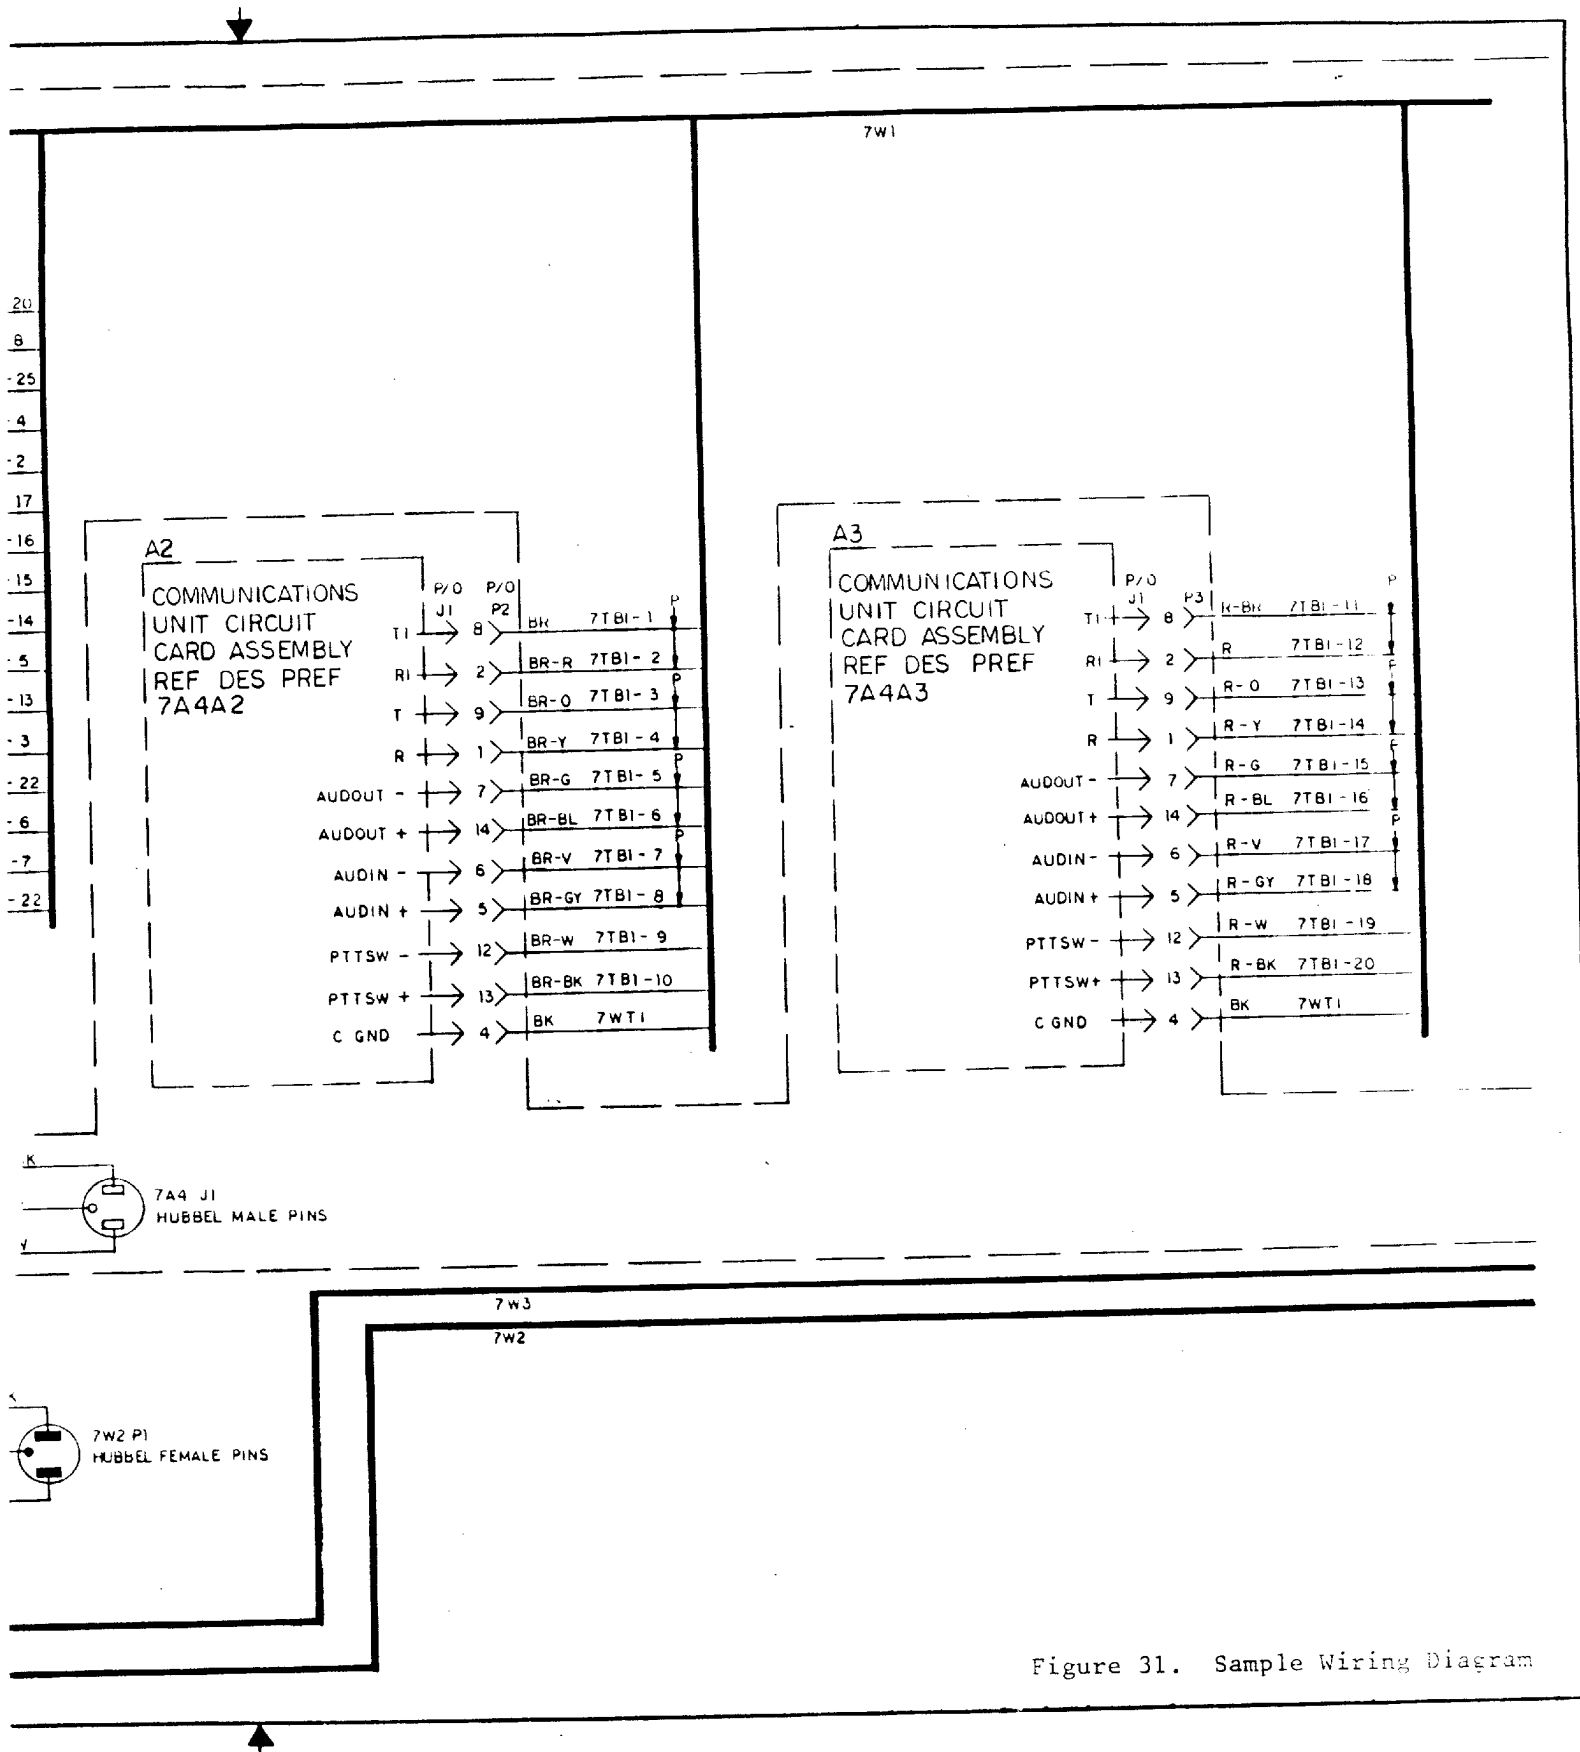 7W1
20
8
-25
-4
-2
17
-16
-15
-14
-5
-13
-3
-22
-6
-7
-22
A2
COMMUNICATIONS
UNIT CIRCUIT
CARD ASSEMBLY
REF DES PREF
7A4A2
P/O P/O
J1 P2 P
T1 8 BR 7TB1-1
R1 2 BR-R 7TB1-2
P
T 9 BR-O 7TB1-3
R 1 BR-Y 7TB1-4
P
AUDOUT - 7 BR-G 7TB1-5
AUDOUT + 14 BR-BL 7TB1-6
P
AUDIN - 6 BR-V 7TB1-7
AUDIN + 5 BR-GY 7TB1-8
PTTSW - 12 BR-W 7TB1-9
PTTSW + 13 BR-BK 7TB1-10
C GND 4 BK 7WT1
A3
COMMUNICATIONS
UNIT CIRCUIT
CARD ASSEMBLY
REF DES PREF
7A4A3
P/O
J1 P3 P
T1 8 R-BR 7TB1-11
R1 2 R 7TB1-12
T 9 R-O 7TB1-13
R 1 R-Y 7TB1-14
AUDOUT - 7 R-G 7TB1-15
AUDOUT + 14 R-BL 7TB1-16
P
AUDIN - 6 R-V 7TB1-17
AUDIN + 5 R-GY 7TB1-18
PTTSW - 12 R-W 7TB1-19
PTTSW+ 13 R-BK 7TB1-20
C GND 4 BK 7WT1
K
7A4 J1
HUBBEL MALE PINS
7W3
7W2
7W2 P1
HUBBEL FEMALE PINS
Figure 31. Sample Wiring Diagram